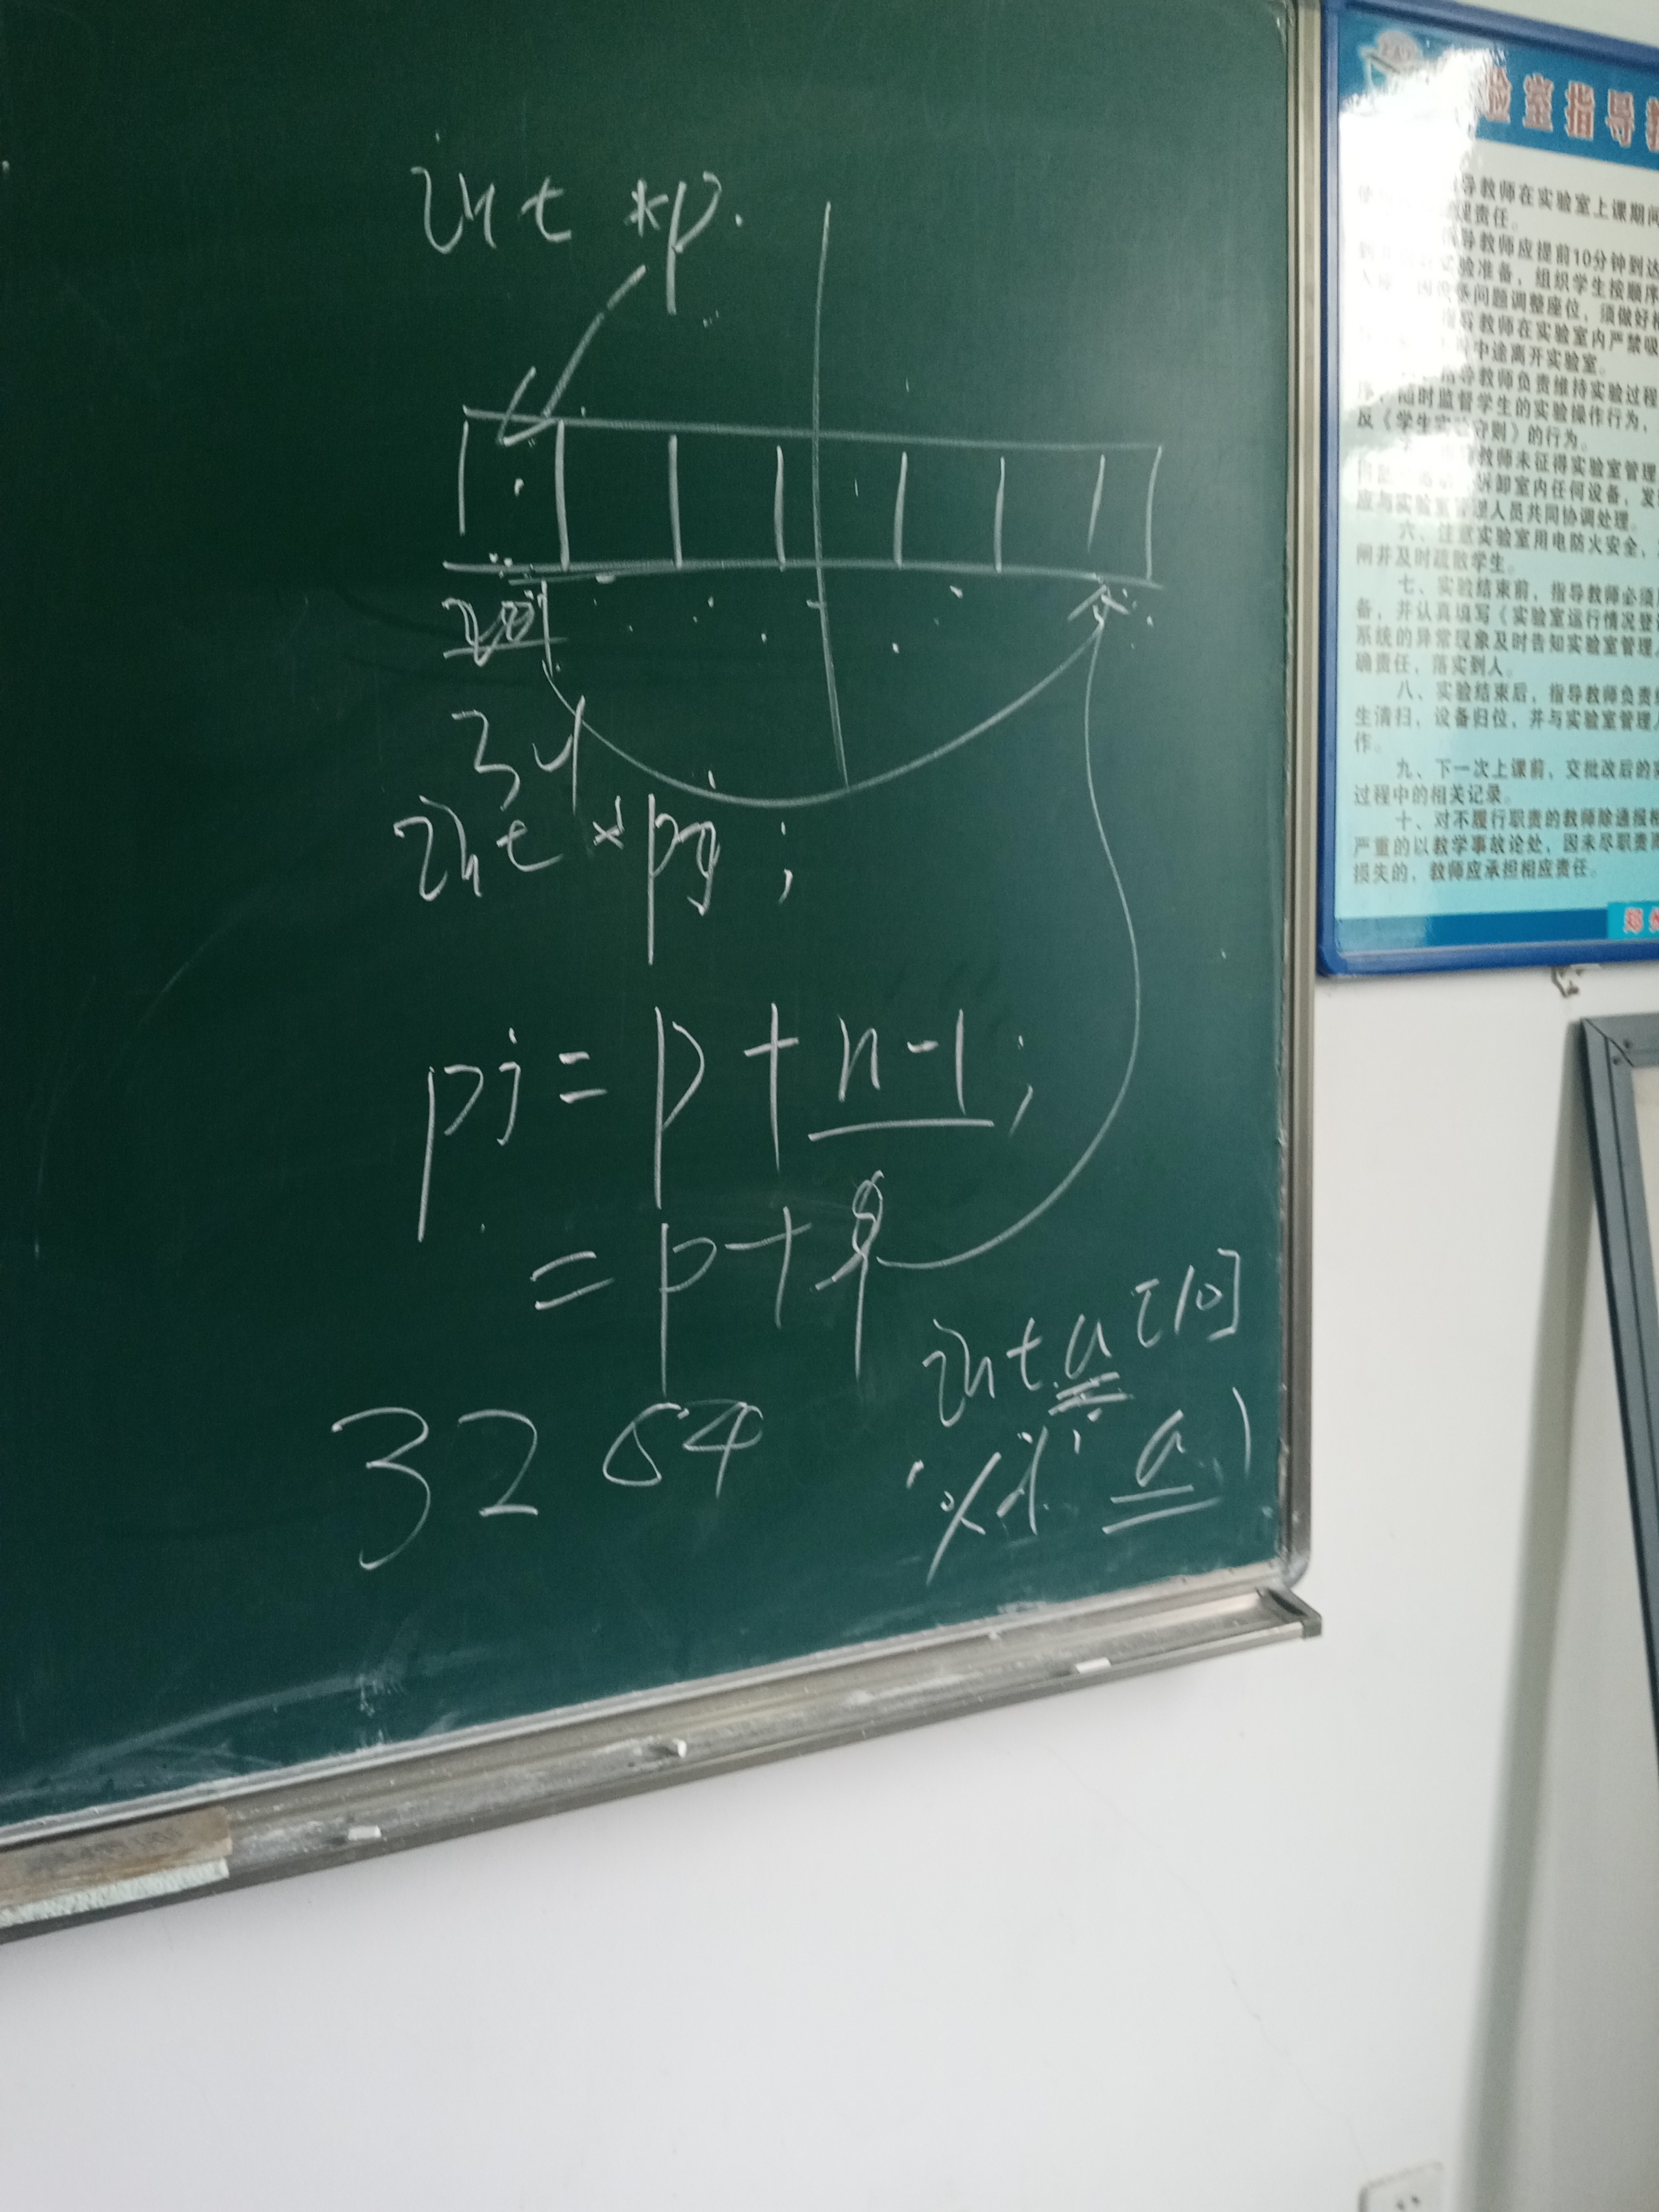 int *p.
34
int *pj;
pj = p + n-1;
= p + 9
32 64
int a[10]
%d" a )
验室指导教
导教师在实验室上课期间
理责任。
导教师应提前10分钟到达
验准备，组织学生按顺序
问题调整座位，须做好相
教师在实验室内严禁吸
中途离开实验室。
指导教师负责维持实验过程
随时监督学生的实验操作行为，
反《学生实验守则》的行为。
教师未征得实验室管理
拆卸室内任何设备，发
应与实验室管理人员共同协调处理。
六、注意实验室用电防火安全，
闸并及时疏散学生。
七、实验结束前，指导教师必须
备，并认真填写《实验室运行情况登
系统的异常现象及时告知实验室管理人
确责任，落实到人。
八、实验结束后，指导教师负责
生清扫，设备归位，并与实验室管理人
作。
九、下一次上课前，交批改后的实
过程中的相关记录。
十、对不履行职责的教师除通报批
严重的以教学事故论处，因未尽职责
损失的，教师应承担相应责任。
郑州